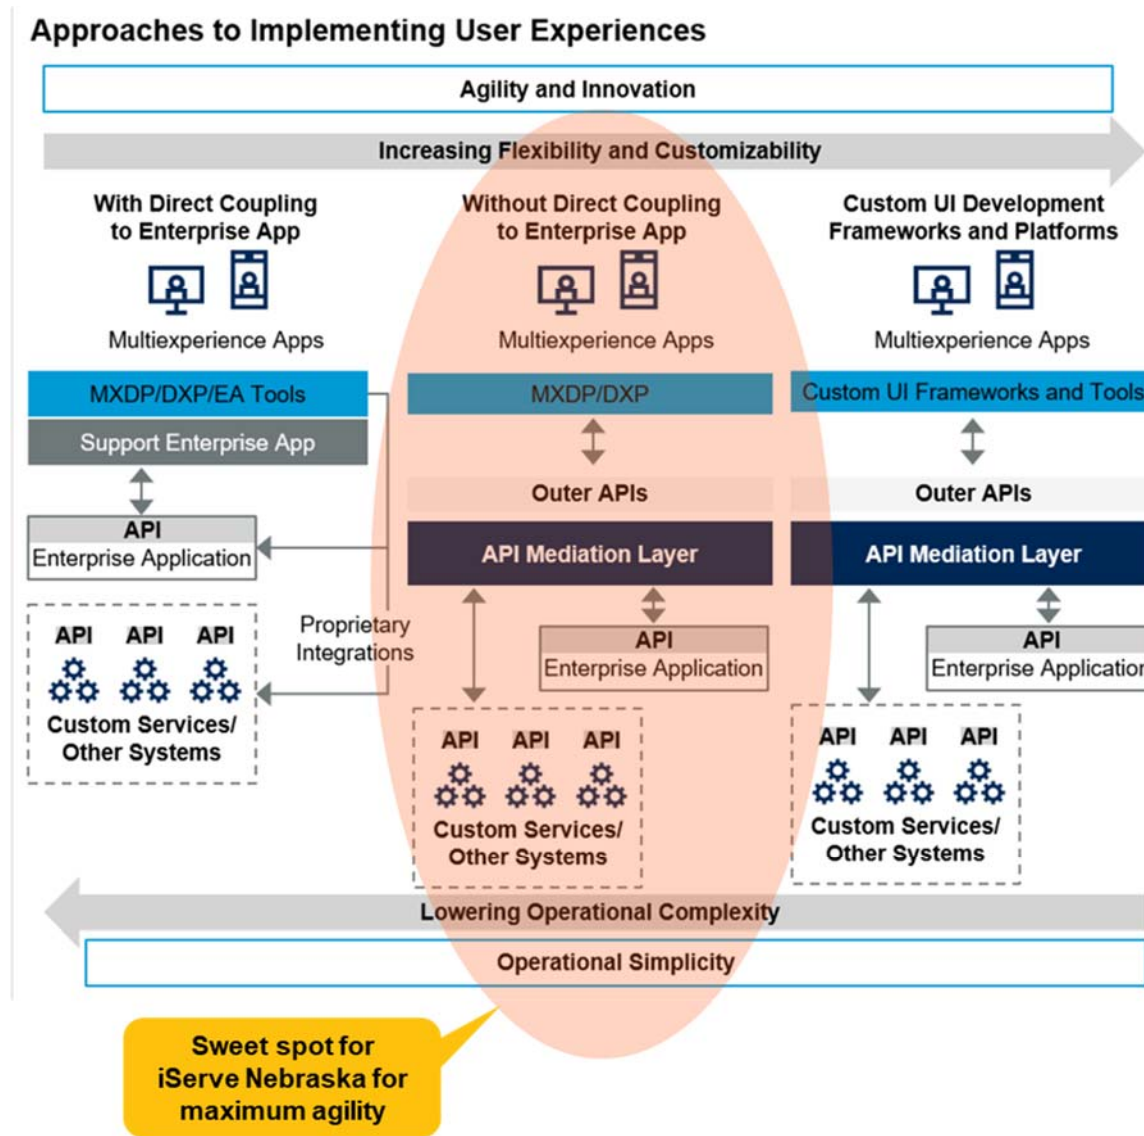 Approaches to Implementing User Experiences
Agility and Innovation
Increasing Flexibility and Customizability
With Direct Coupling
to Enterprise App
Multiexperience Apps
MXDP/DXP/EA Tools
Support Enterprise App
API
Enterprise Application
Proprietary
Integrations
API API API
Custom Services/
Other Systems
Without Direct Coupling
to Enterprise App
Multiexperience Apps
MXDP/DXP
Outer APIs
API Mediation Layer
API
Enterprise Application
API API API
Custom Services/
Other Systems
Custom UI Development
Frameworks and Platforms
Multiexperience Apps
Custom UI Frameworks and Tools
Outer APIs
API Mediation Layer
API
Enterprise Application
API API API
Custom Services/
Other Systems
Lowering Operational Complexity
Operational Simplicity
Sweet spot for
iServe Nebraska for
maximum agility